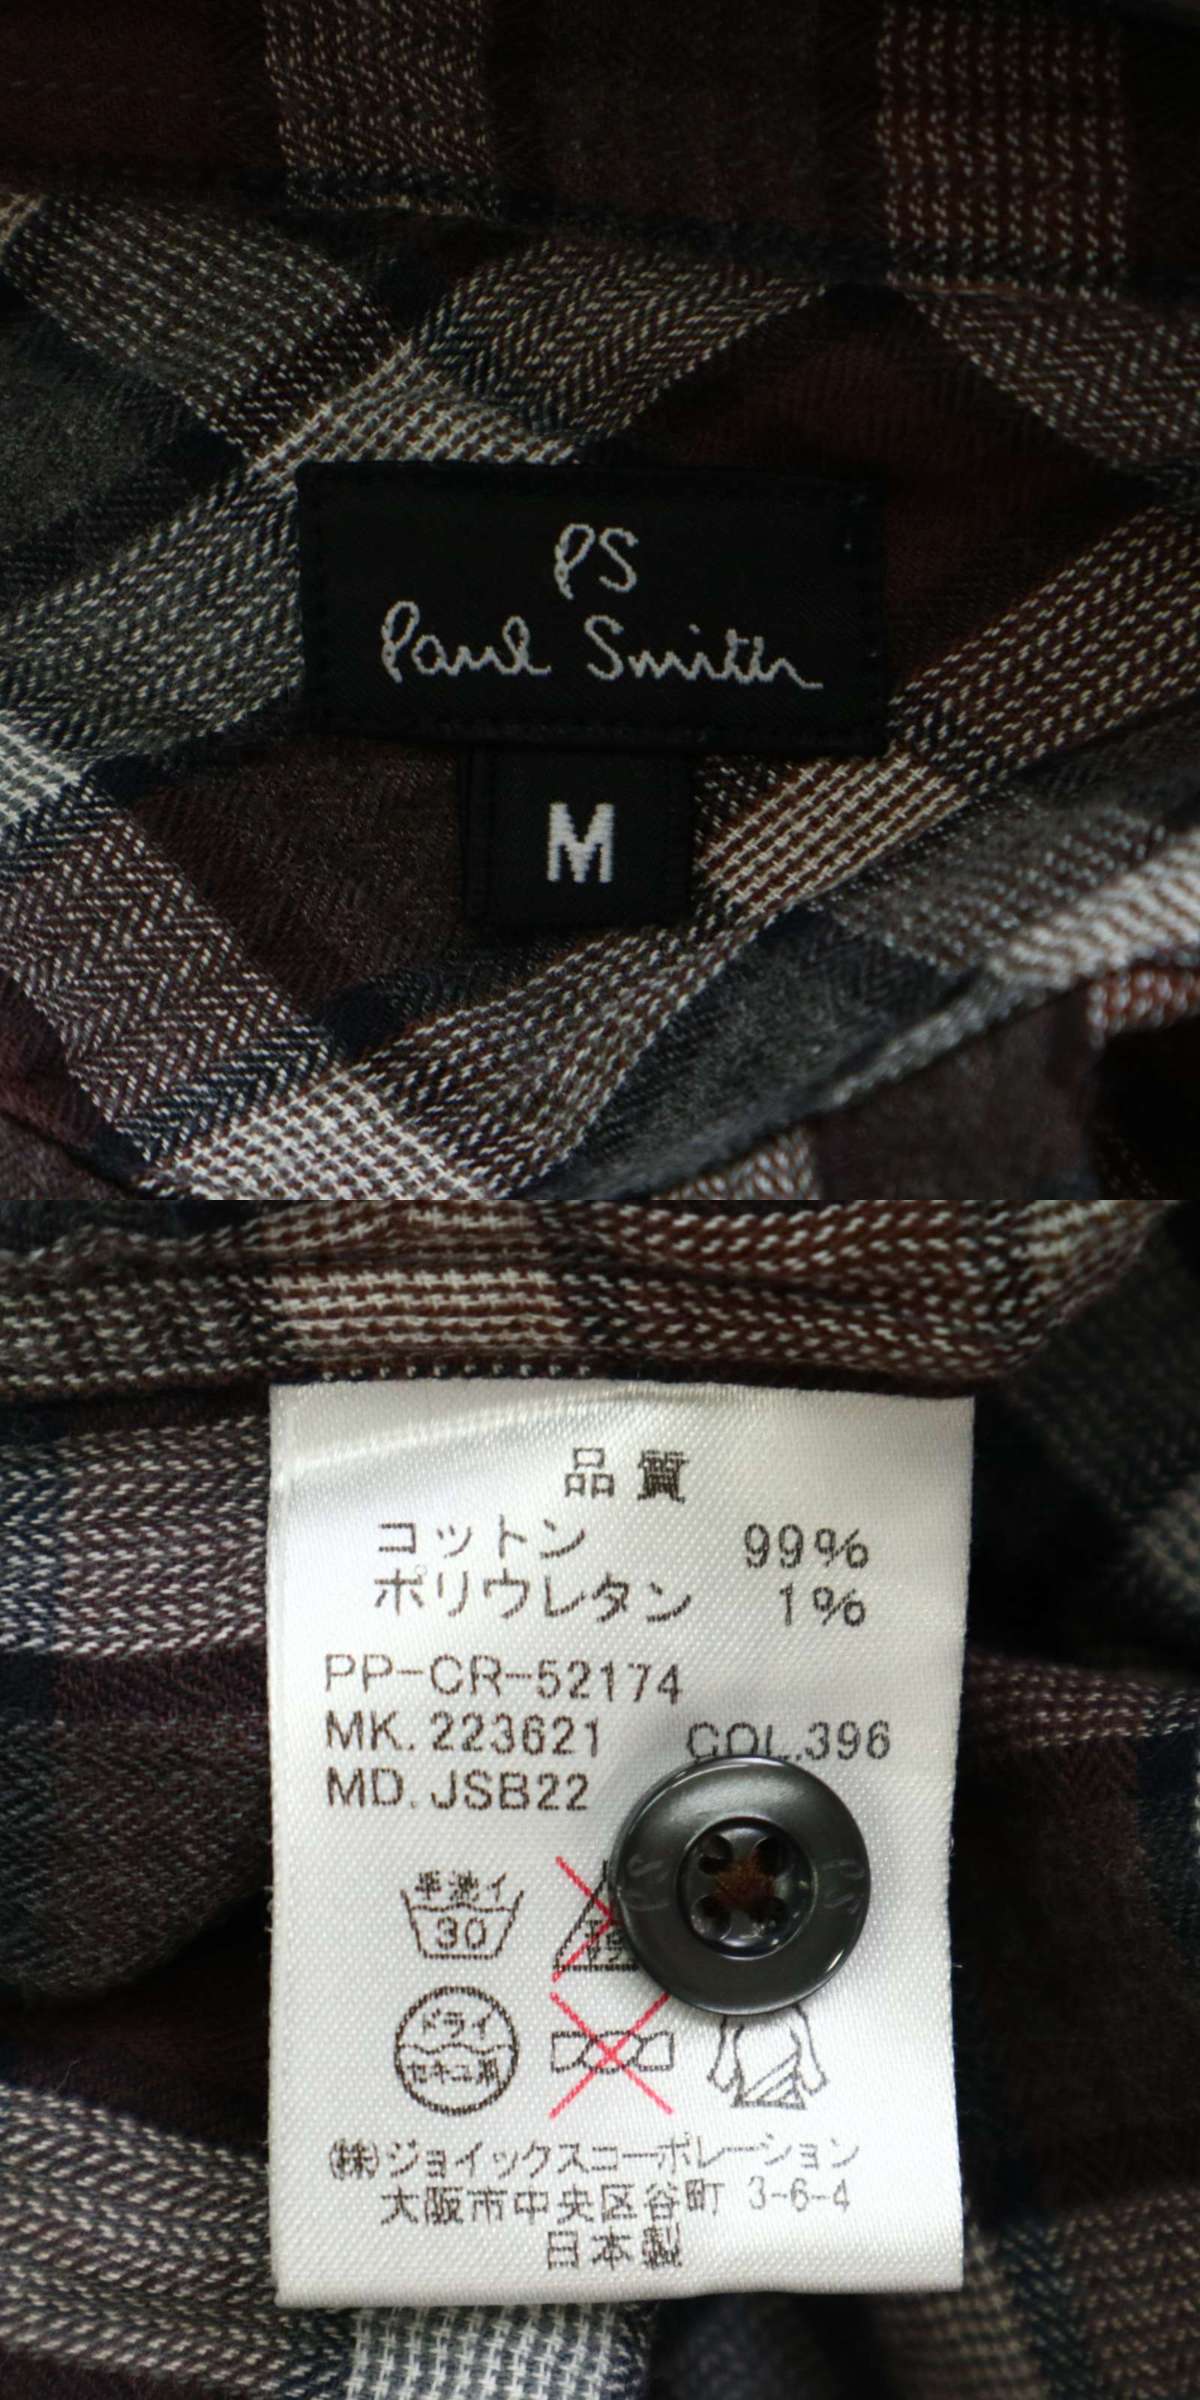 PS
Paul Smith
M
品質
コットン 99%
ポリウレタン 1%
PP-CR-52174
MK. 223621 COL.396
MD. JSB22
手洗イ
30
ドライ
セキユ系
㈱ジョイックスコーポレーション
大阪市中央区谷町 3-6-4
日本製